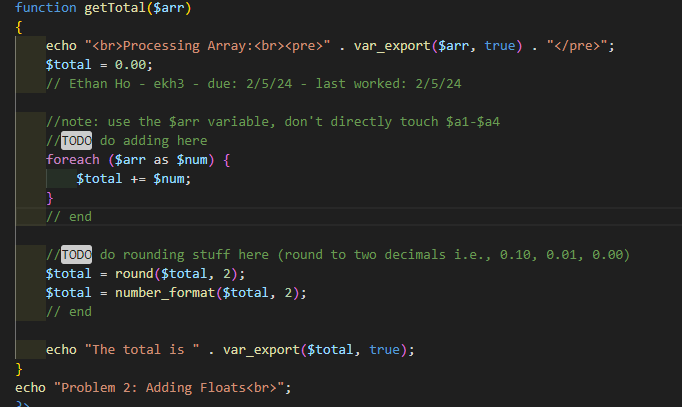 function getTotal($arr)
{
    echo "<br>Processing Array:<br><pre>" . var_export($arr, true) . "</pre>";
    $total = 0.00;
    // Ethan Ho - ekh3 - due: 2/5/24 - last worked: 2/5/24
    //note: use the $arr variable, don't directly touch $a1-$a4
    //TODO do adding here
    foreach ($arr as $num) {
        $total += $num;
    }
    // end
    //TODO do rounding stuff here (round to two decimals i.e., 0.10, 0.01, 0.00)
    $total = round($total, 2);
    $total = number_format($total, 2);
    // end
    echo "The total is " . var_export($total, true);
}
echo "Problem 2: Adding Floats<br>";
?>